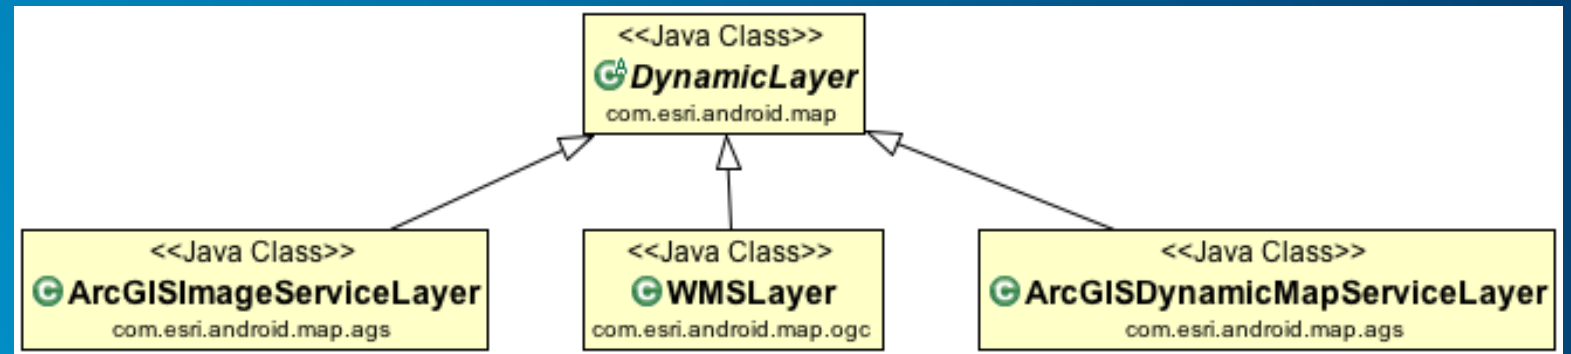 <<Java Class>>
DynamicLayer
com.esri.android.map
<<Java Class>>
ArcGISImageServiceLayer
com.esri.android.map.ags
<<Java Class>>
WMSLayer
com.esri.android.map.ogc
<<Java Class>>
ArcGISDynamicMapServiceLayer
com.esri.android.map.ags